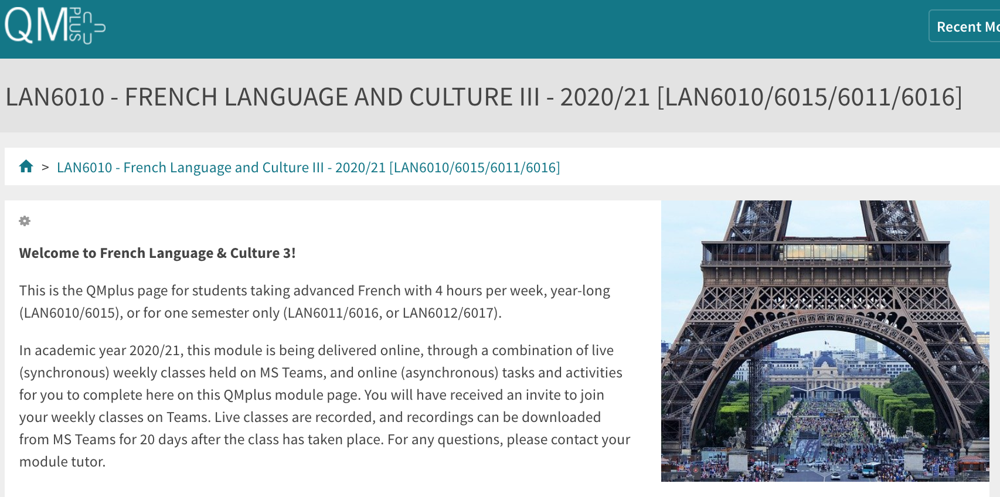 QM PLUS
Recent Mo
LAN6010 - FRENCH LANGUAGE AND CULTURE III - 2020/21 [LAN6010/6015/6011/6016]
> LAN6010 - French Language and Culture III - 2020/21 [LAN6010/6015/6011/6016]
Welcome to French Language & Culture 3!
This is the QMplus page for students taking advanced French with 4 hours per week, year-long
(LAN6010/6015), or for one semester only (LAN6011/6016, or LAN6012/6017).
In academic year 2020/21, this module is being delivered online, through a combination of live
(synchronous) weekly classes held on MS Teams, and online (asynchronous) tasks and activities
for you to complete here on this QMplus module page. You will have received an invite to join
your weekly classes on Teams. Live classes are recorded, and recordings can be downloaded
from MS Teams for 20 days after the class has taken place. For any questions, please contact your
module tutor.